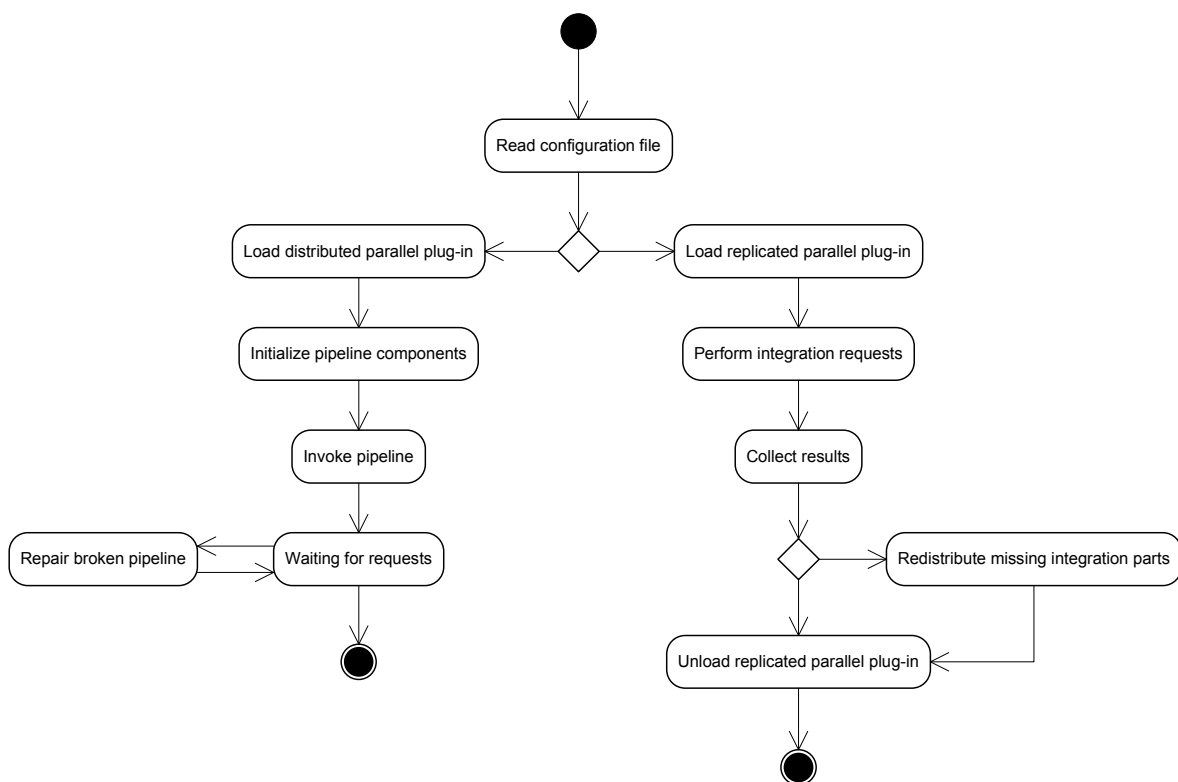 Read configuration file
Load distributed parallel plug-in
Load replicated parallel plug-in
Initialize pipeline components
Perform integration requests
Invoke pipeline
Collect results
Repair broken pipeline
Waiting for requests
Redistribute missing integration parts
Unload replicated parallel plug-in